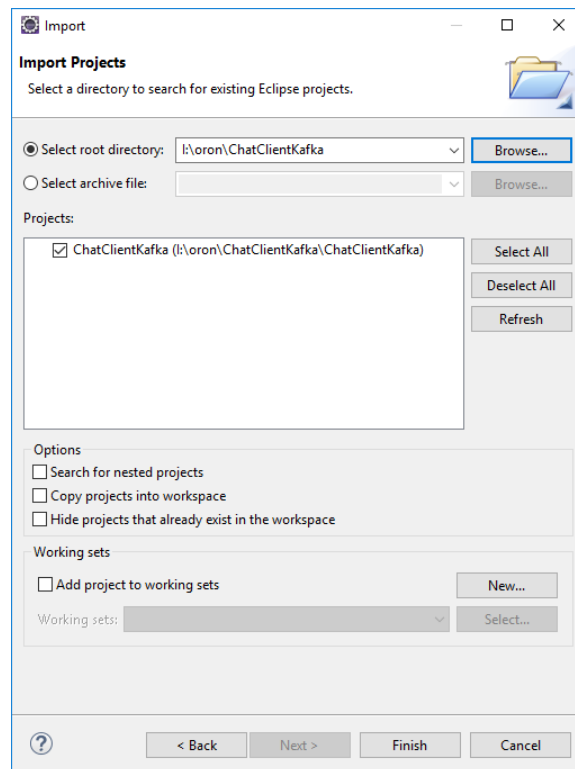 Import
Import Projects
Select a directory to search for existing Eclipse projects.
Select root directory: I:\oron\ChatClientKafka Browse...
Select archive file: Browse...
Projects:
ChatClientKafka (I:\oron\ChatClientKafka\ChatClientKafka) Select All
Deselect All
Refresh
Options
Search for nested projects
Copy projects into workspace
Hide projects that already exist in the workspace
Working sets
Add project to working sets New...
Working sets: Select...
? < Back Next > Finish Cancel